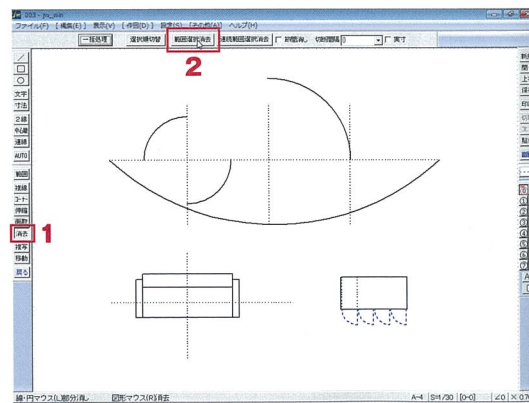 003 - jw_win
ファイル(F) [編集(E)] 表示(V) [作図(D)] 設定(S) [その他(A)] ヘルプ(H)
一括処理 選択順切替 範囲選択消去 連続範囲選択消去 節間消し 切断間隔 実寸
2
文字
寸法
2線
中心線
連線
AUTO
範囲
複線
コーナー
伸縮
面取
1
消去
複写
移動
戻る
線・円マウス(L)部分消し 図形マウス(R)消去
A-4 S=1/30 [0-0] ∠0